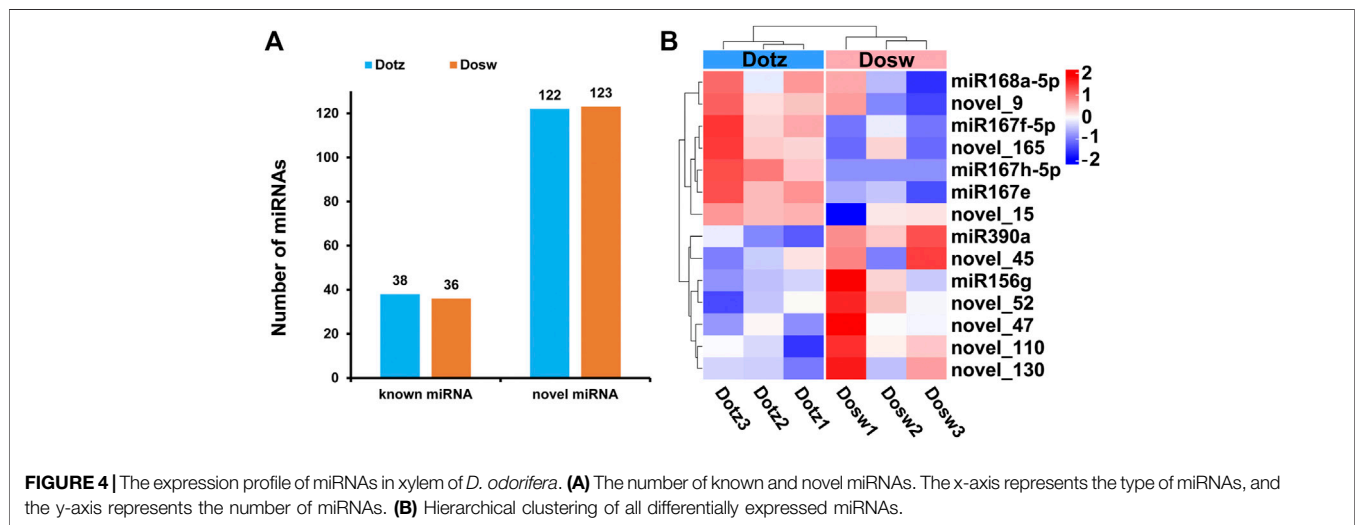 A
Dotz
Dosw
Number of miRNAs
120
100
80
60
40
20
0
38
36
122
123
known miRNA
novel miRNA
B
Dotz
Dosw
miR168a-5p
novel_9
miR167f-5p
novel_165
miR167h-5p
miR167e
novel_15
miR390a
novel_45
miR156g
novel_52
novel_47
novel_110
novel_130
2
1
0
-1
-2
Dotz3
Dotz2
Dotz1
Dosw1
Dosw2
Dosw3
FIGURE 4 | The expression profile of miRNAs in xylem of D. odorifera. (A) The number of known and novel miRNAs. The x-axis represents the type of miRNAs, and
the y-axis represents the number of miRNAs. (B) Hierarchical clustering of all differentially expressed miRNAs.